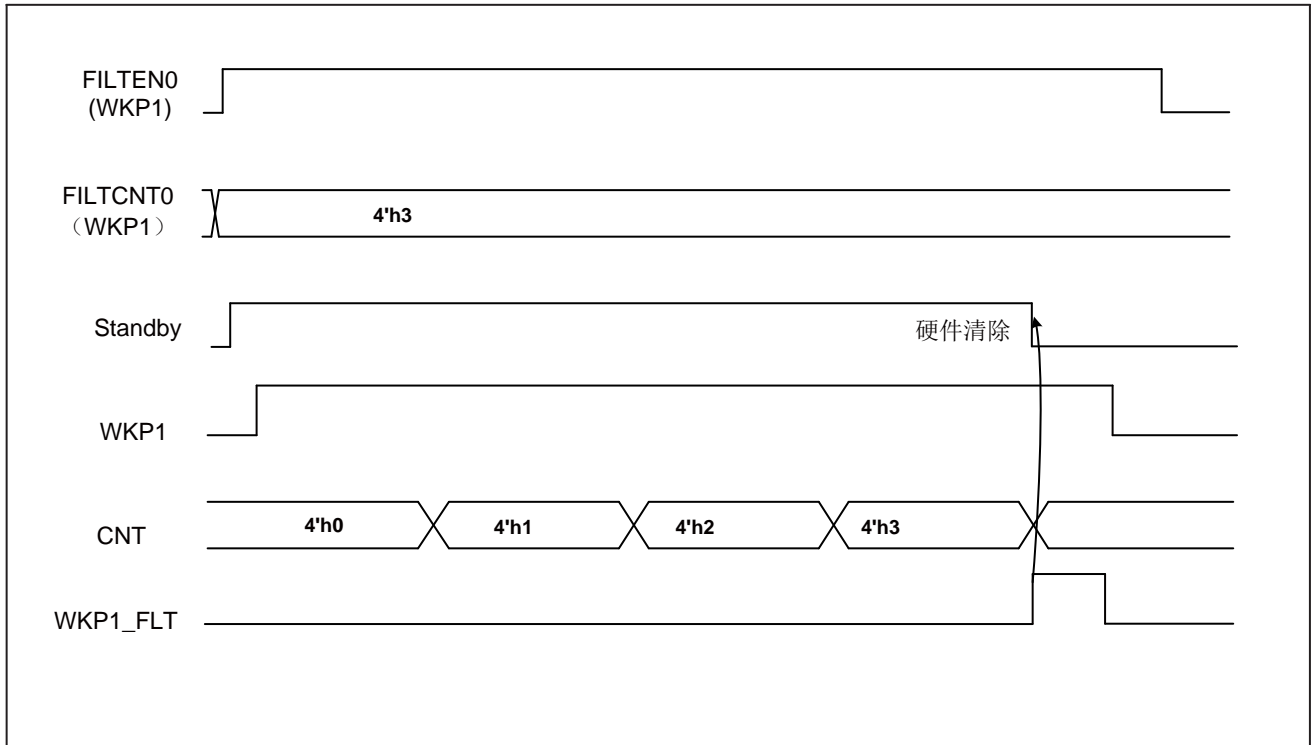 FILTEN0
(WKP1)
FILTCNT0
（WKP1）
4'h3
Standby
硬件清除
WKP1
CNT
4'h0
4'h1
4'h2
4'h3
WKP1_FLT